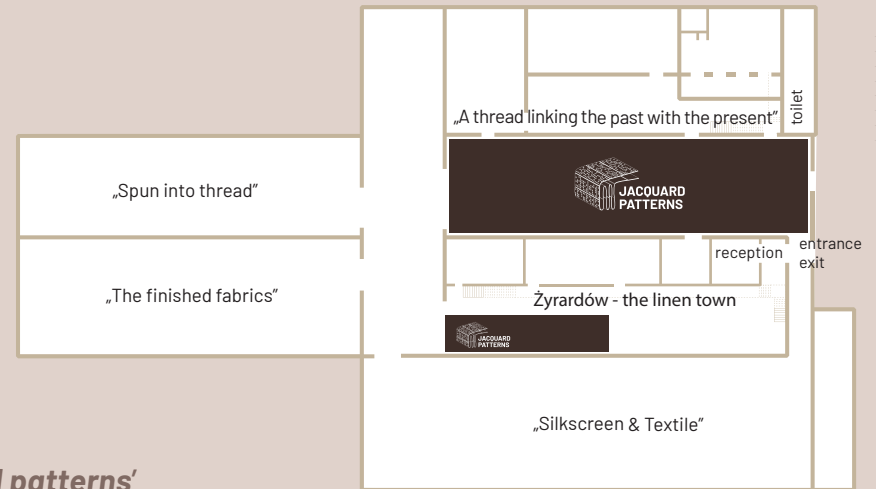 „A thread linking the past with the present”
toilet
„Spun into thread”
JACQUARD
PATTERNS
reception
entrance
exit
„The finished fabrics”
Żyrardów - the linen town
JACQUARD
PATTERNS
„Silkscreen & Textile”
patterns’